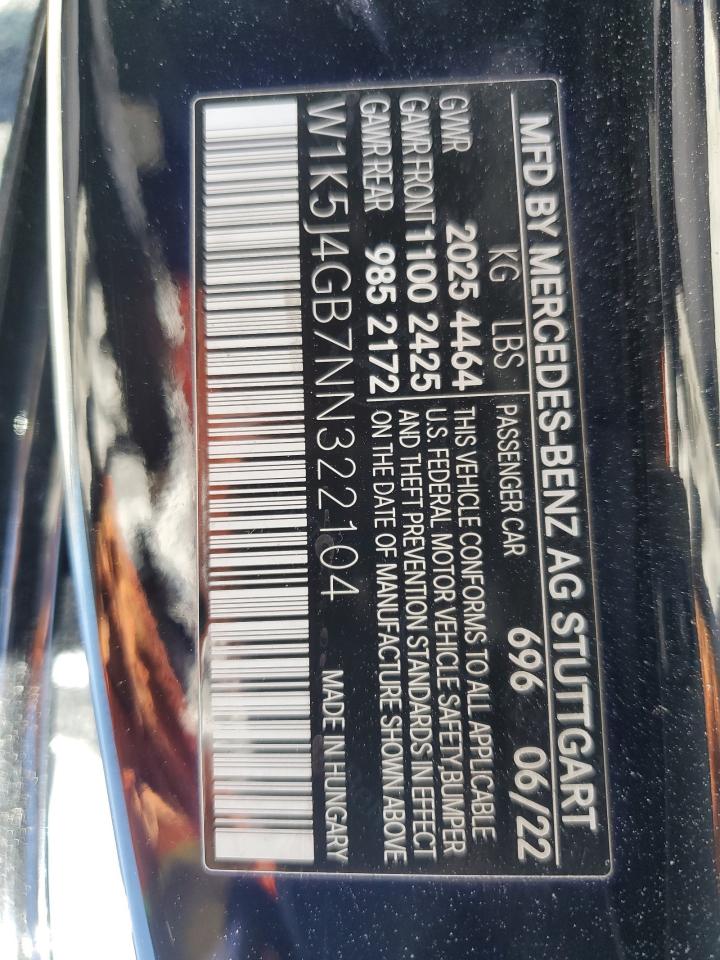 MFD BY MERCEDES-BENZ AG STUTTGART
KG LBS PASSENGER CAR 696 06/22
GVWR 2025 4464 THIS VEHICLE CONFORMS TO ALL APPLICABLE
GAWR FRONT 1100 2425 U.S. FEDERAL MOTOR VEHICLE SAFETY, BUMPER
AND THEFT PREVENTION STANDARDS IN EFFECT
GAWR REAR 985 2172 ON THE DATE OF MANUFACTURE SHOWN ABOVE
W1K5J4GB7NN322104 MADE IN HUNGARY